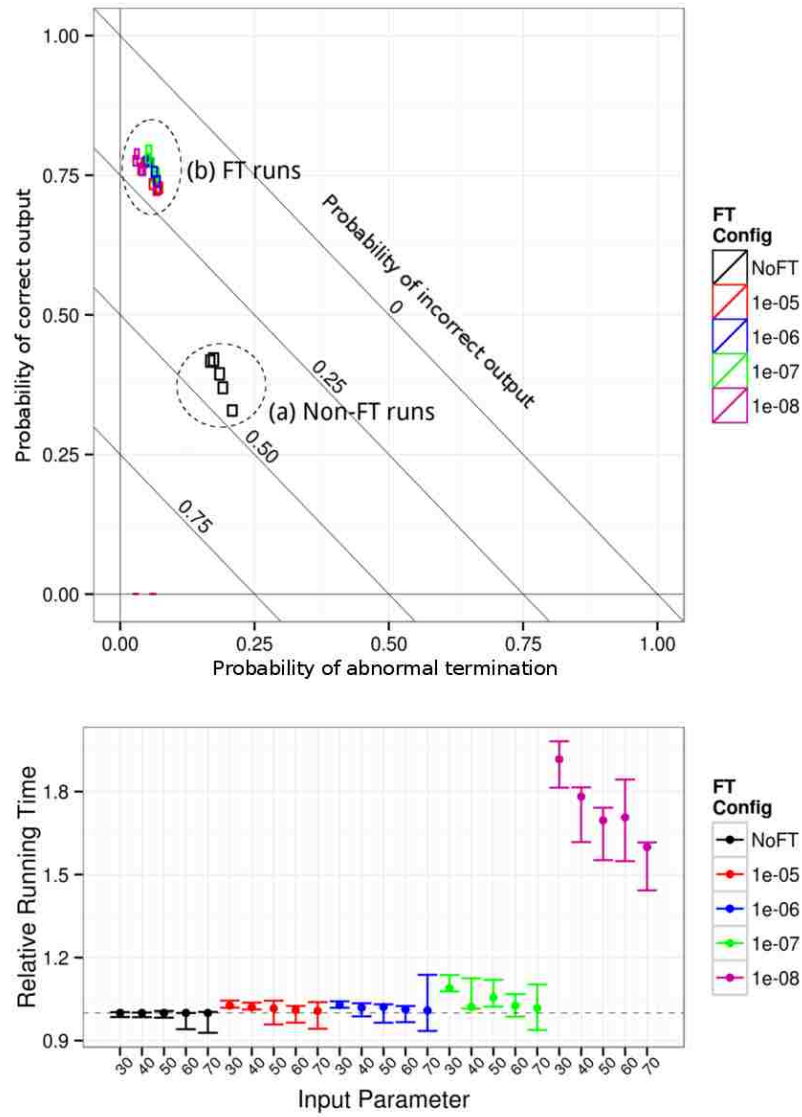 1.00
0.75
0.50
0.25
0.00
Probability of correct output
(b) FT runs
Probability of incorrect output
0
0.25
(a) Non-FT runs
0.50
0.75
0.00 0.25 0.50 0.75 1.00
Probability of abnormal termination
FT
Config
NoFT
1e-05
1e-06
1e-07
1e-08
1.8
1.5
1.2
0.9
Relative Running Time
30 40 50 60 70 30 40 50 60 70 30 40 50 60 70 30 40 50 60 70 30 40 50 60 70
Input Parameter
FT
Config
NoFT
1e-05
1e-06
1e-07
1e-08